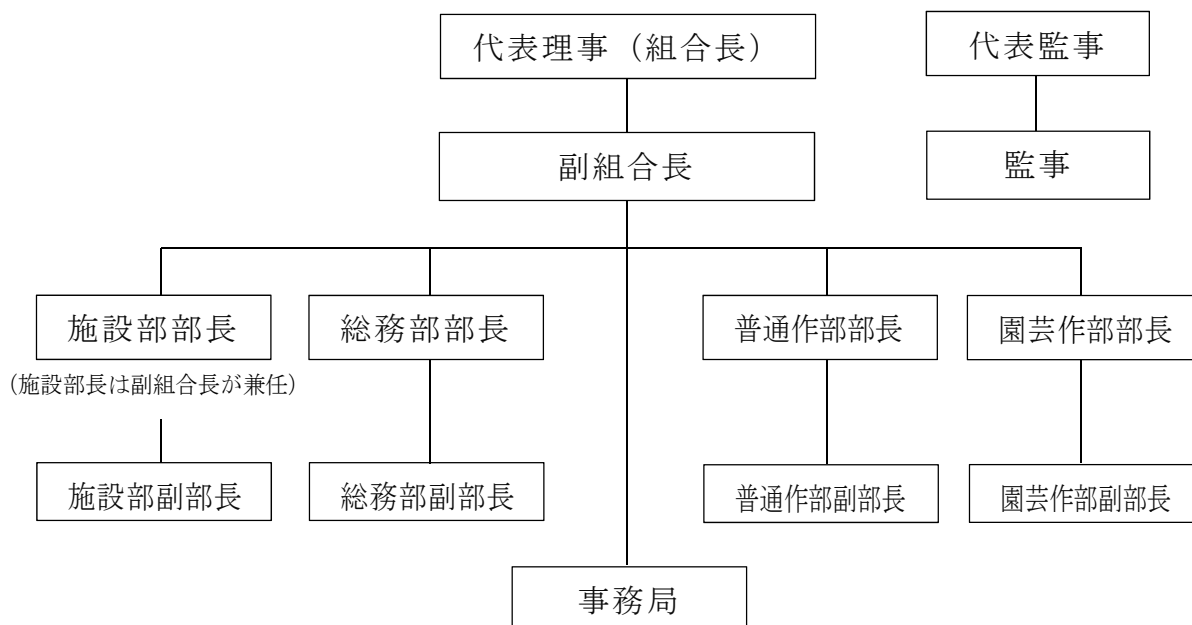 代表理事（組合長）
代表監事
副組合長
監事
施設部部長
総務部部長
普通作部部長
園芸作部部長
（施設部長は副組合長が兼任）
施設部副部長
総務部副部長
普通作部副部長
園芸作部副部長
事務局